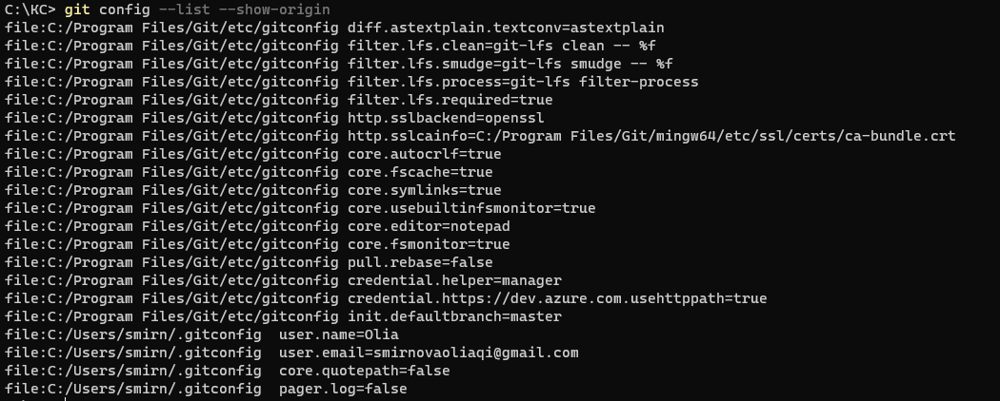 C:\KC> git config --list --show-origin
file:C:/Program Files/Git/etc/gitconfig diff.astextplain.textconv=astextplain
file:C:/Program Files/Git/etc/gitconfig filter.lfs.clean=git-lfs clean -- %f
file:C:/Program Files/Git/etc/gitconfig filter.lfs.smudge=git-lfs smudge -- %f
file:C:/Program Files/Git/etc/gitconfig filter.lfs.process=git-lfs filter-process
file:C:/Program Files/Git/etc/gitconfig filter.lfs.required=true
file:C:/Program Files/Git/etc/gitconfig http.sslbackend=openssl
file:C:/Program Files/Git/etc/gitconfig http.sslcainfo=C:/Program Files/Git/mingw64/etc/ssl/certs/ca-bundle.crt
file:C:/Program Files/Git/etc/gitconfig core.autocrlf=true
file:C:/Program Files/Git/etc/gitconfig core.fscache=true
file:C:/Program Files/Git/etc/gitconfig core.symlinks=true
file:C:/Program Files/Git/etc/gitconfig core.usebuiltinfsmonitor=true
file:C:/Program Files/Git/etc/gitconfig core.editor=notepad
file:C:/Program Files/Git/etc/gitconfig core.fsmonitor=true
file:C:/Program Files/Git/etc/gitconfig pull.rebase=false
file:C:/Program Files/Git/etc/gitconfig credential.helper=manager
file:C:/Program Files/Git/etc/gitconfig credential.https://dev.azure.com.usehttppath=true
file:C:/Program Files/Git/etc/gitconfig init.defaultbranch=master
file:C:/Users/smirn/.gitconfig  user.name=Olia
file:C:/Users/smirn/.gitconfig  user.email=smirnovaoliaqi@gmail.com
file:C:/Users/smirn/.gitconfig  core.quotepath=false
file:C:/Users/smirn/.gitconfig  pager.log=false